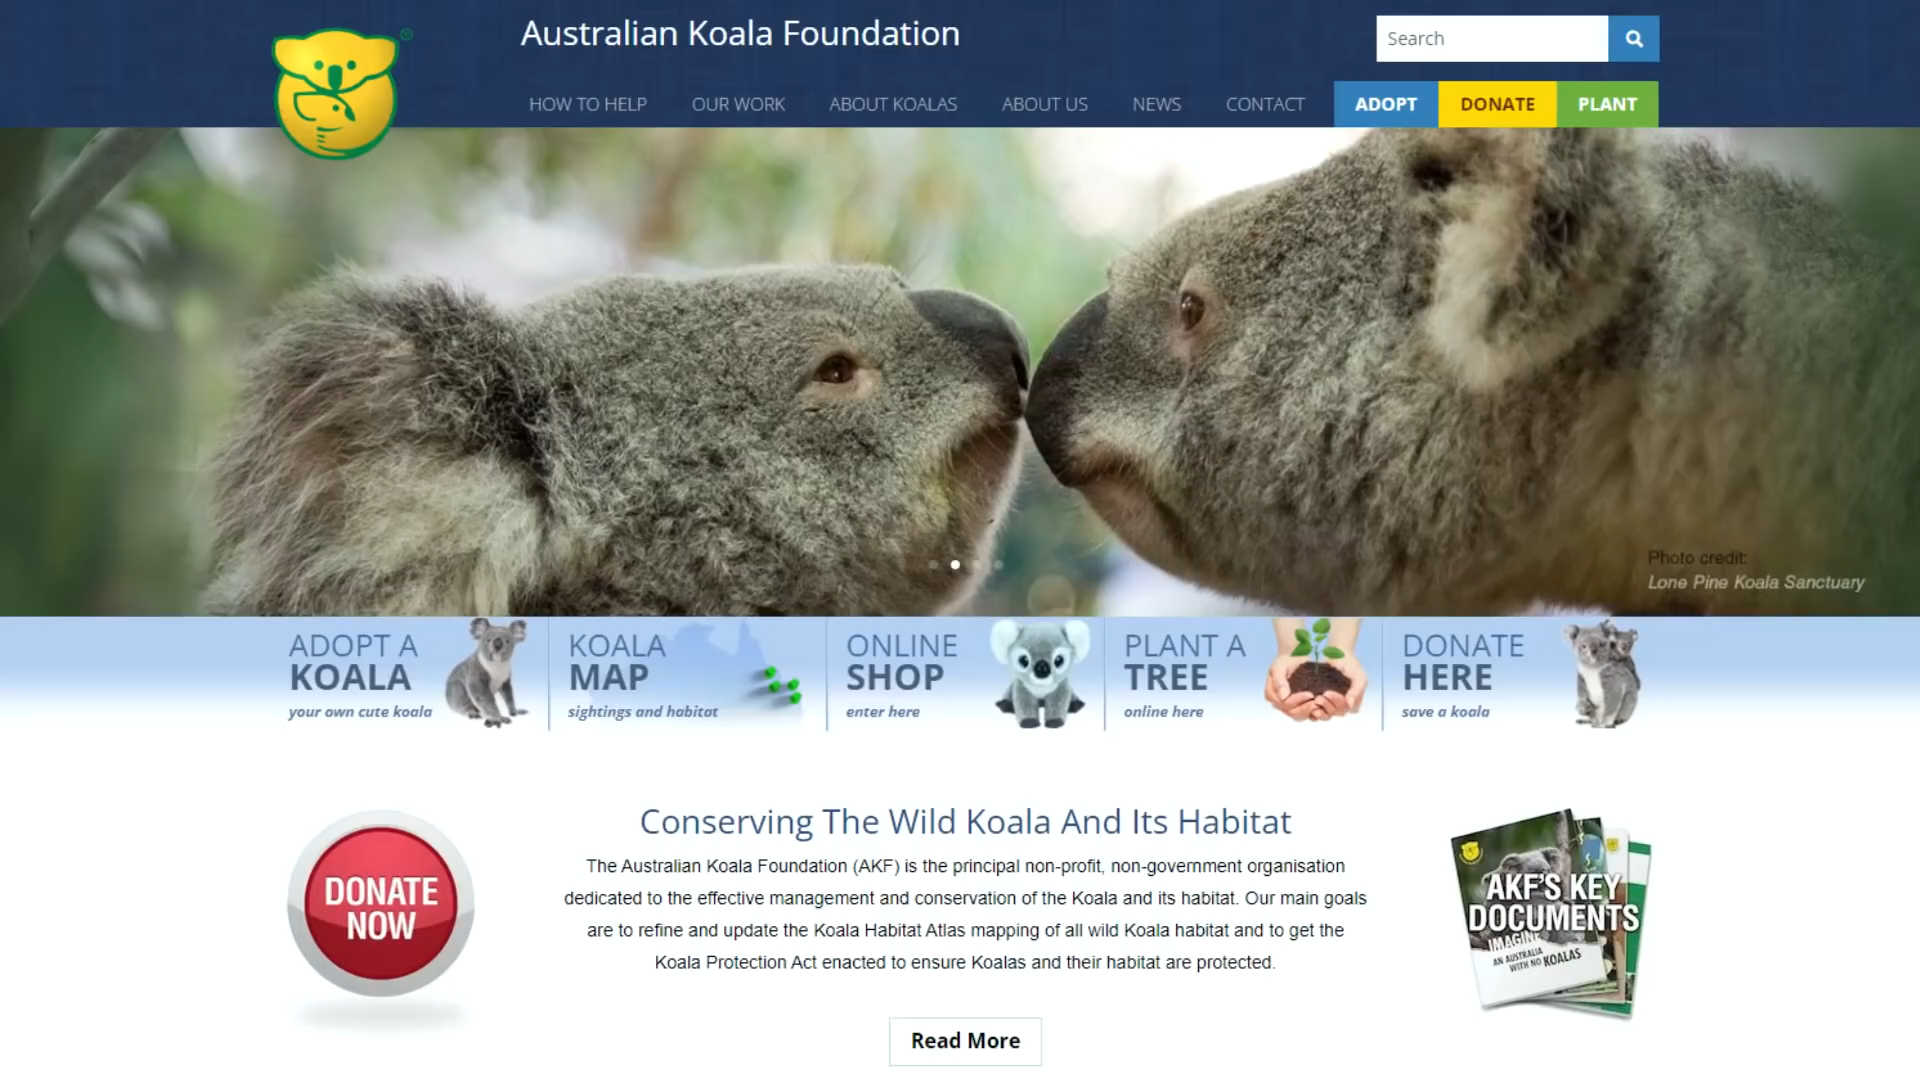 Australian Koala Foundation
Search
HOW TO HELP OUR WORK ABOUT KOALAS ABOUT US NEWS CONTACT ADOPT DONATE PLANT
Photo credit:
Lone Pine Koala Sanctuary
ADOPT A
KOALA
your own cute koala
KOALA
MAP
sightings and habitat
ONLINE
SHOP
enter here
PLANT A
TREE
online here
DONATE
HERE
save a koala
DONATE
NOW
Conserving The Wild Koala And Its Habitat
The Australian Koala Foundation (AKF) is the principal non-profit, non-government organisation
dedicated to the effective management and conservation of the Koala and its habitat. Our main goals
are to refine and update the Koala Habitat Atlas mapping of all wild Koala habitat and to get the
Koala Protection Act enacted to ensure Koalas and their habitat are protected.
Read More
AKF'S KEY
DOCUMENTS
IMAGINE
AN AUSTRALIA
WITH NO KOALAS